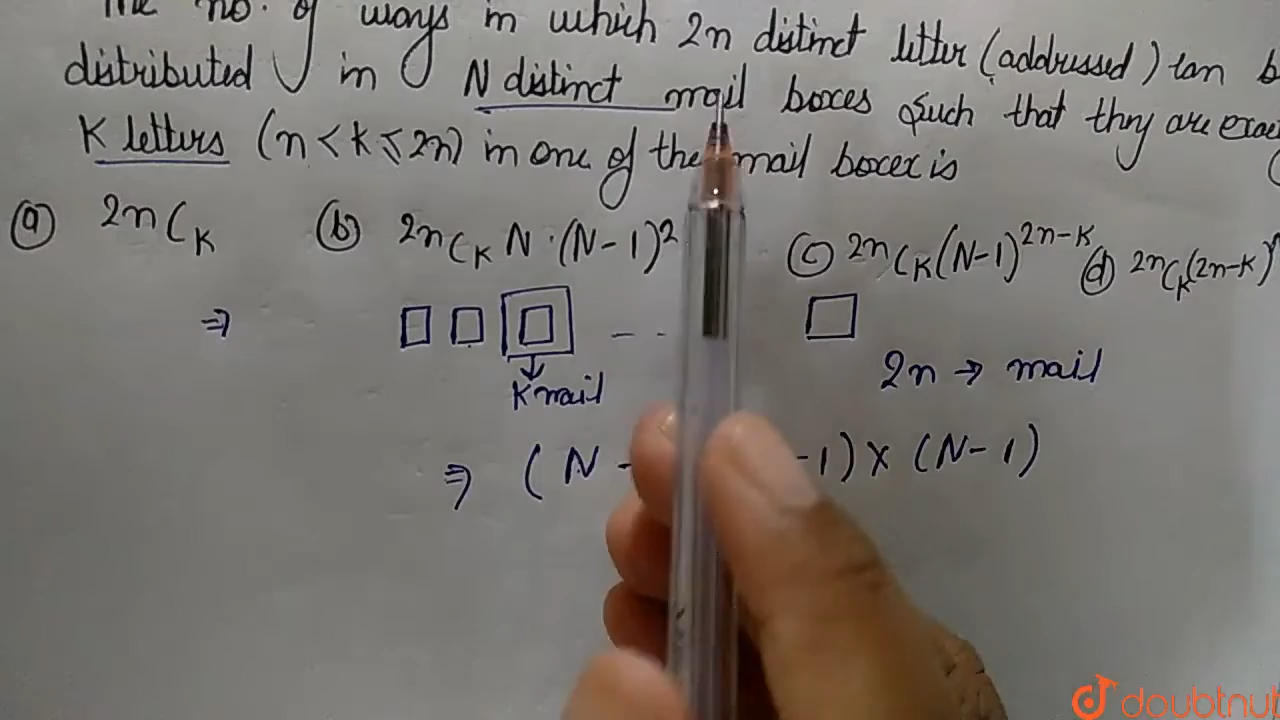 The no. of ways in which 2n distinct letter (addressed) can b
distributed in N distinct mail boxes such that thry are exac
K letters (n < k ≤ 2n) in one of the mail boxex is
(a) 2nCK (b) 2nCK N·(N-1)² (c) 2nCK(N-1)^2n-K (d) 2nCK(2n-K)
⇒ -- 
K mail 2n → mail
⇒ (N - -1) × (N-1)
doubtnut